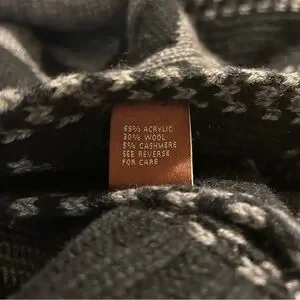 65% ACRYLIC
30% WOOL
5% CASHMERE
SEE REVERSE
FOR CARE